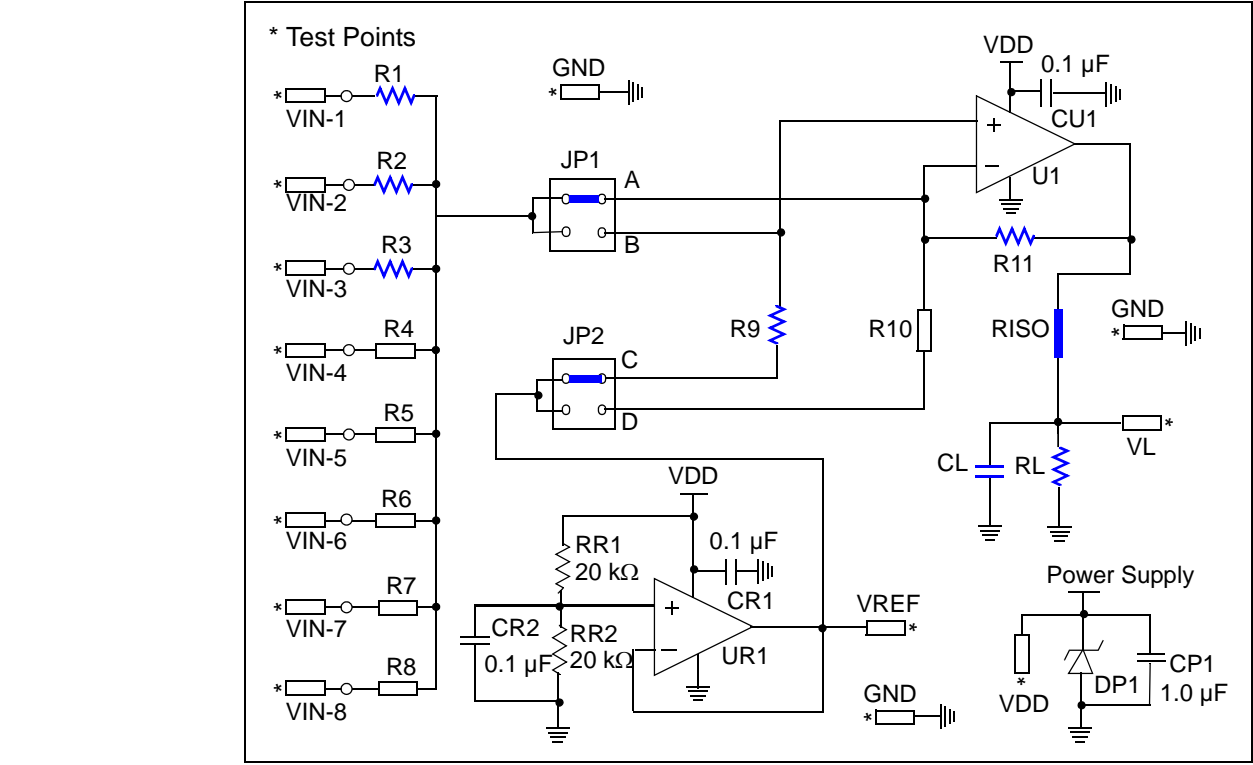 * Test Points
R1
* VIN-1
R2
* VIN-2
R3
* VIN-3
R4
* VIN-4
R5
* VIN-5
R6
* VIN-6
R7
* VIN-7
R8
* VIN-8
GND
*
JP1
A
B
JP2
C
D
R9
R10
R11
VDD
0.1 µF
CU1
+
−
U1
RISO
GND
*
CL
RL
VL
*
VDD
RR1
20 kΩ
0.1 µF
CR1
CR2
0.1 µF
RR2
20 kΩ
+
−
UR1
VREF
*
GND
*
Power Supply
*
VDD
DP1
CP1
1.0 µF